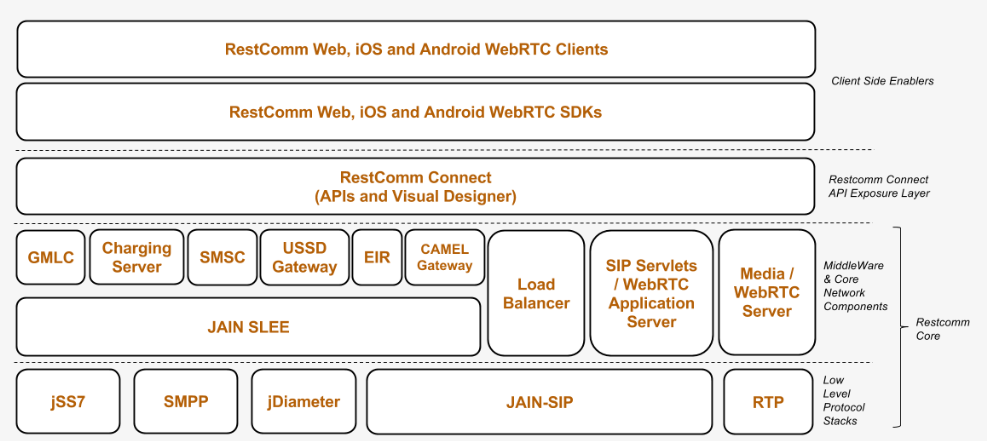 RestComm Web, iOS and Android WebRTC Clients
Client Side Enablers
RestComm Web, iOS and Android WebRTC SDKs
RestComm Connect
(APIs and Visual Designer)
Restcomm Connect
API Exposure Layer
GMLC
Charging
Server
SMSC
USSD
Gateway
EIR
CAMEL
Gateway
Load
Balancer
SIP Servlets
/ WebRTC
Application
Server
Media /
WebRTC
Server
MiddleWare
& Core
Network
Components
JAIN SLEE
Restcomm
Core
jSS7
SMPP
jDiameter
JAIN-SIP
RTP
Low
Level
Protocol
Stacks